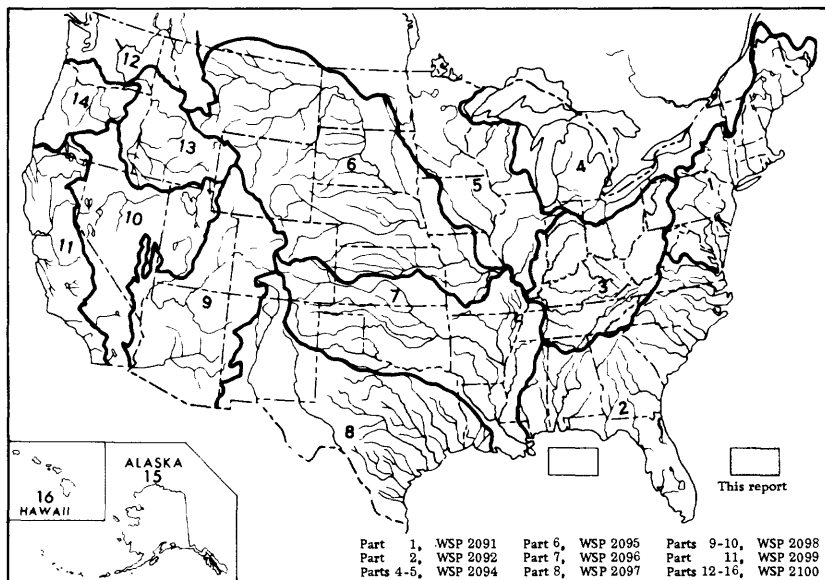 12
14
13
6
5
4
1
10
11
9
7
3
2
8
ALASKA
15
16
HAWAII
This report
Part 1, WSP 2091 Part 6, WSP 2095 Parts 9-10, WSP 2098
Part 2, WSP 2092 Part 7, WSP 2096 Part 11, WSP 2099
Parts 4-5, WSP 2094 Part 8, WSP 2097 Parts 12-16, WSP 2100